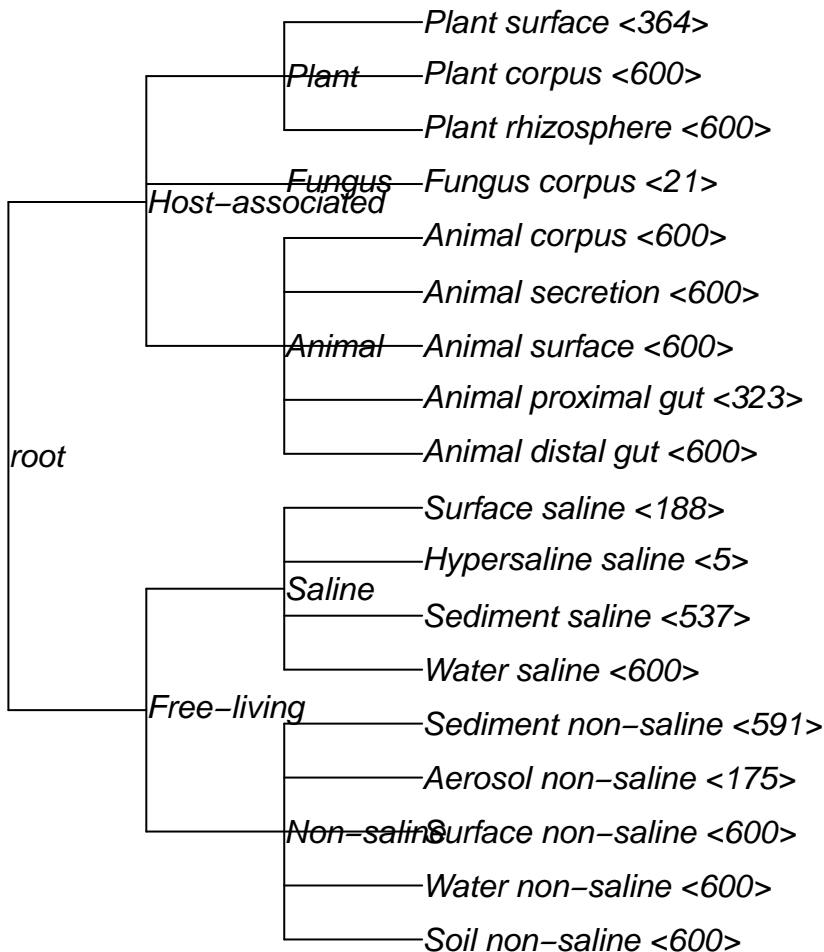 Plant surface <364>
Plant
Plant corpus <600>
Plant rhizosphere <600>
Fungus
Fungus corpus <21>
Host−associated
Animal corpus <600>
Animal secretion <600>
Animal
Animal surface <600>
Animal proximal gut <323>
root
Animal distal gut <600>
Surface saline <188>
Hypersaline saline <5>
Saline
Sediment saline <537>
Water saline <600>
Free−living
Sediment non−saline <591>
Aerosol non−saline <175>
Non−saline
Surface non−saline <600>
Water non−saline <600>
Soil non−saline <600>